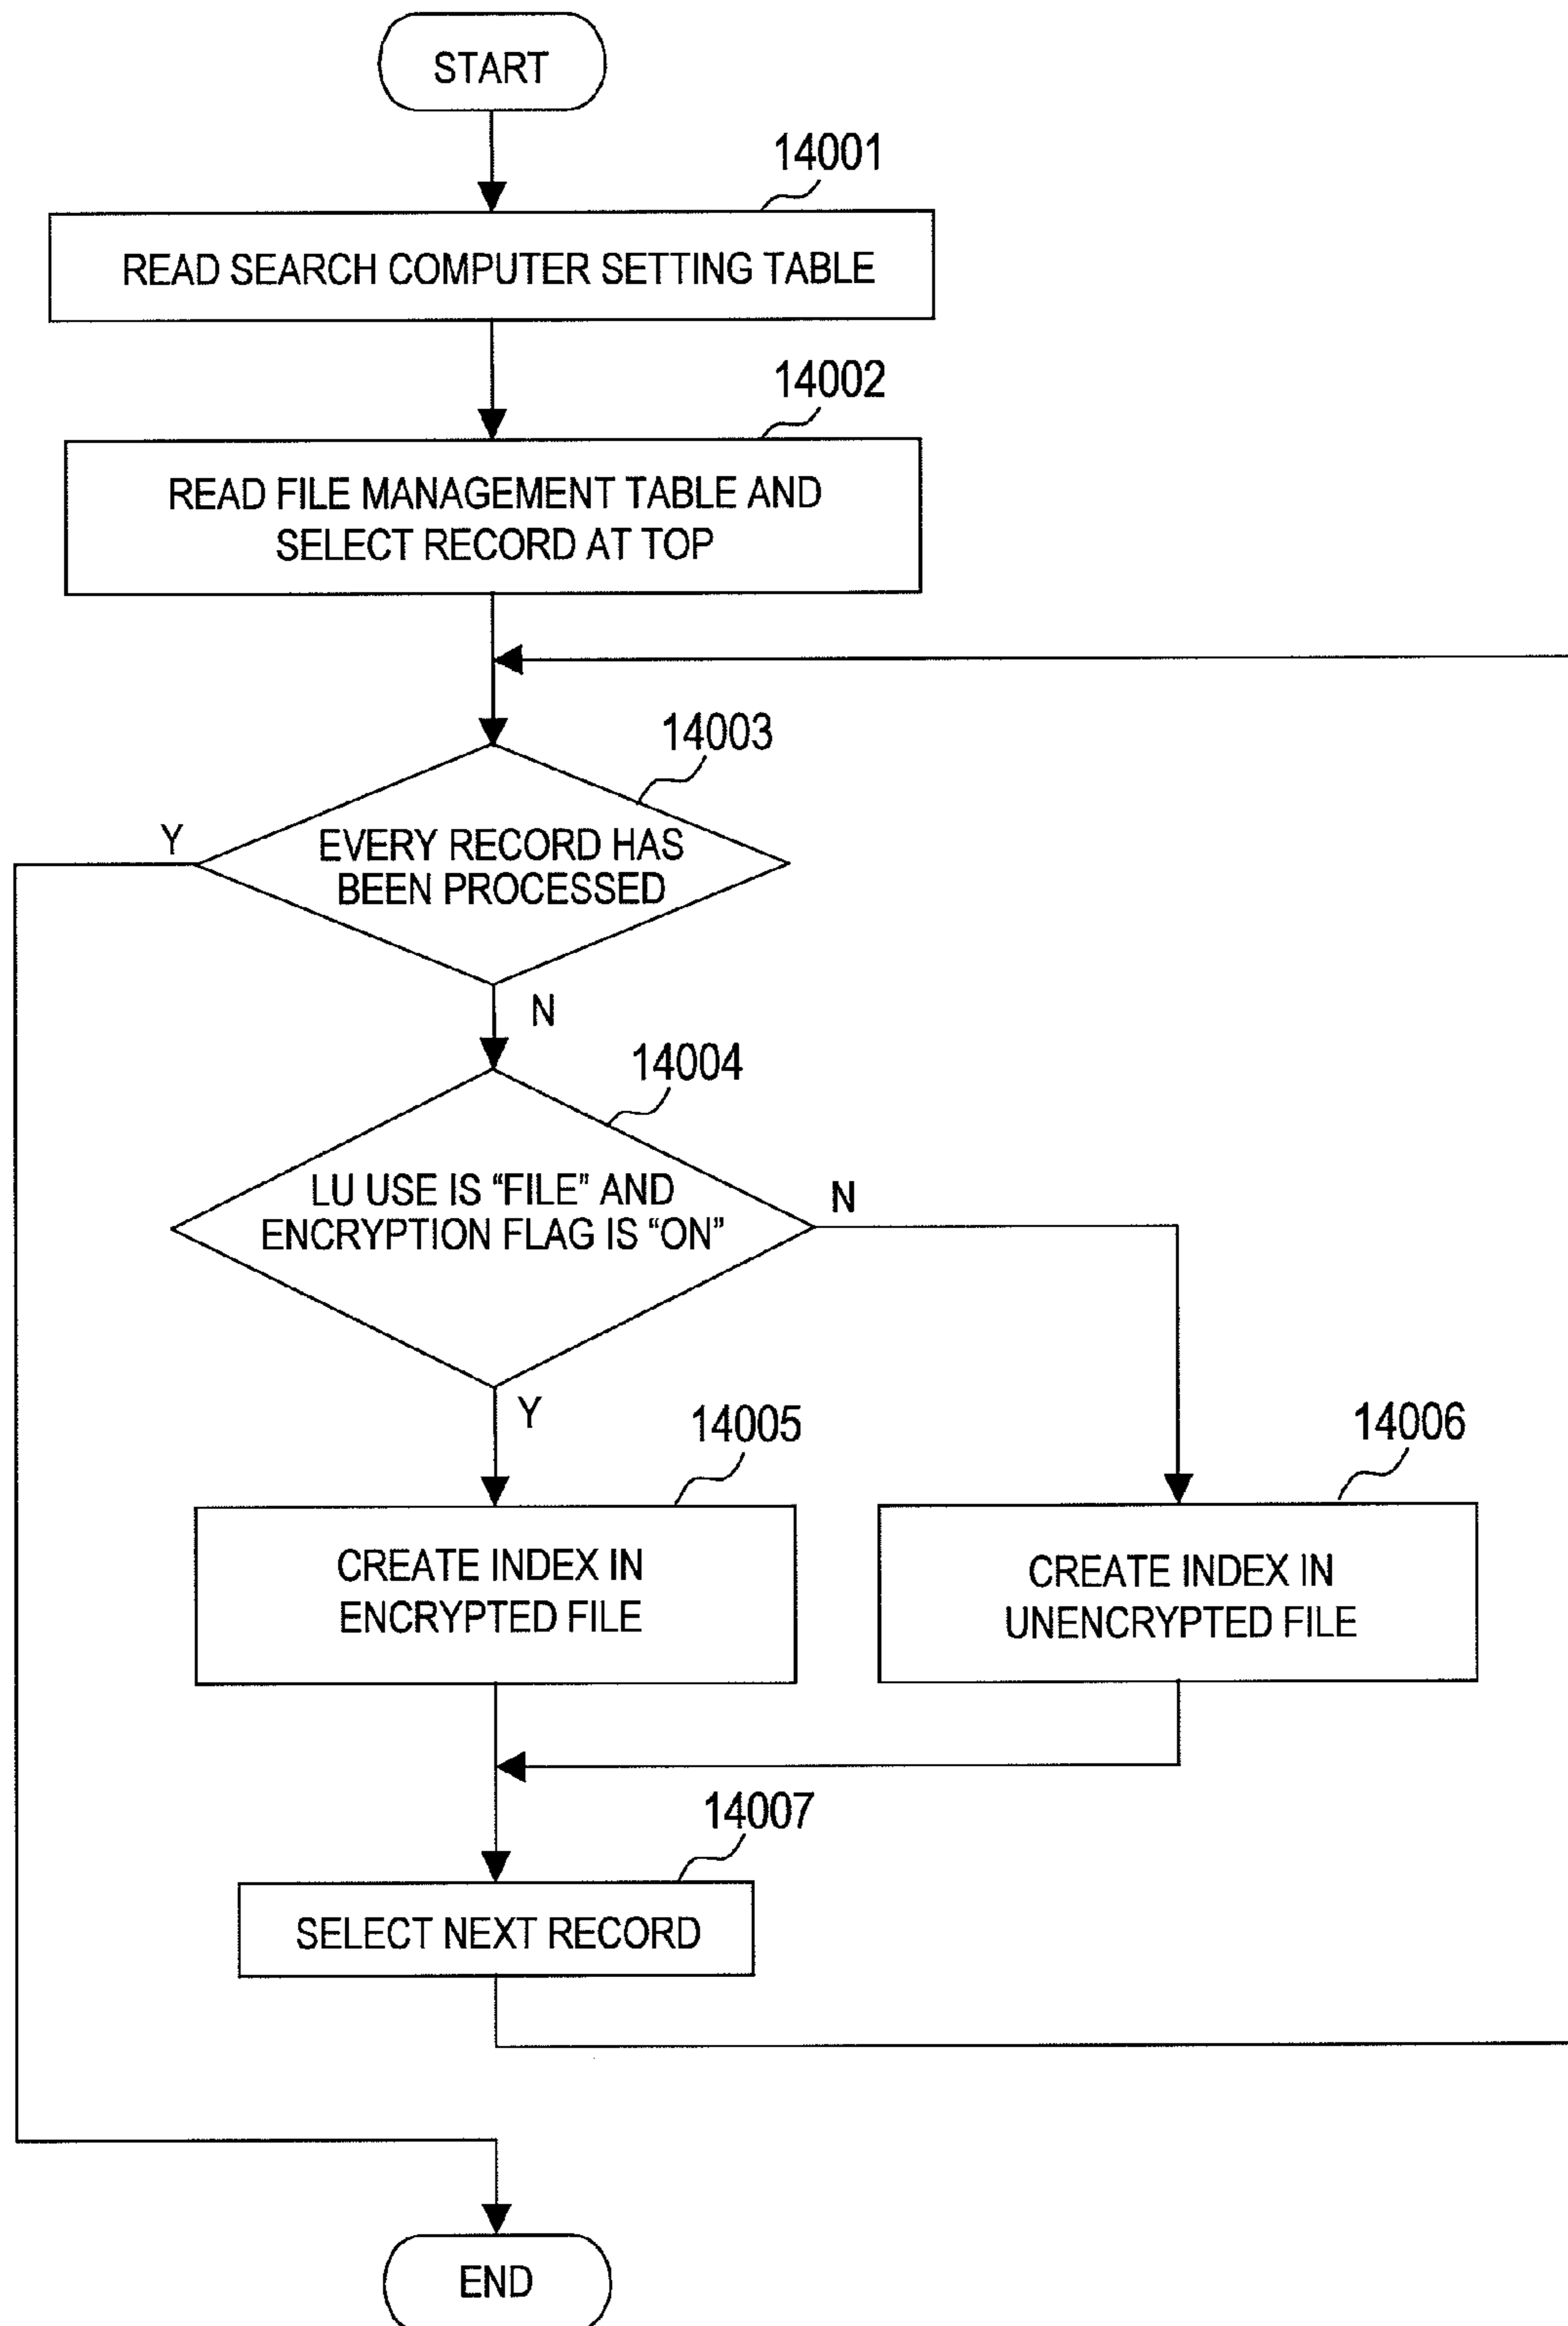 START
14001
READ SEARCH COMPUTER SETTING TABLE
14002
READ FILE MANAGEMENT TABLE AND
SELECT RECORD AT TOP
14003
Y
EVERY RECORD HAS
BEEN PROCESSED
N
14004
LU USE IS “FILE” AND
ENCRYPTION FLAG IS “ON”
N
Y
14005
14006
CREATE INDEX IN
ENCRYPTED FILE
CREATE INDEX IN
UNENCRYPTED FILE
14007
SELECT NEXT RECORD
END